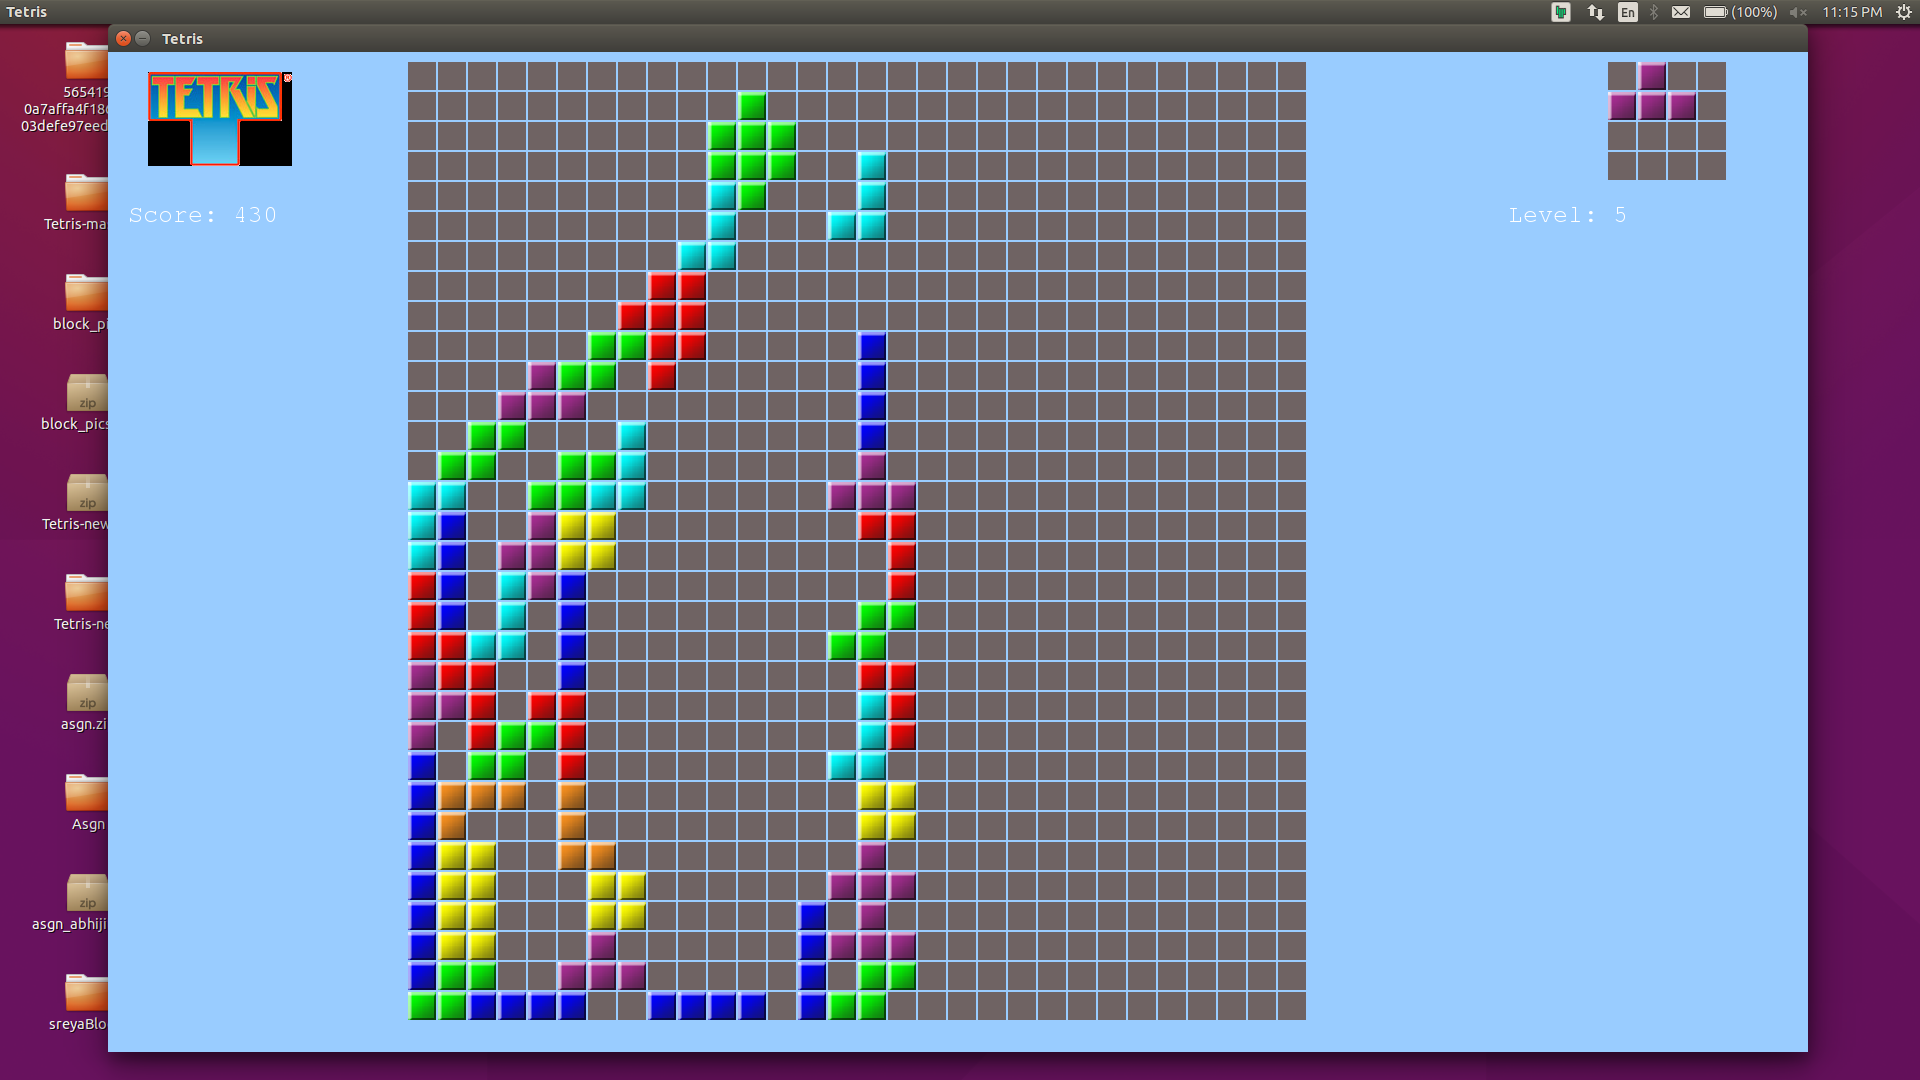 Tetris
En
(100%)
11:15 PM
Tetris
TETRIS
Score: 430
Level: 5
565419
0a7affa4f18
03defe97eed
Tetris-ma
block_pi
zip
block_pics
zip
Tetris-new
Tetris-ne
zip
asgn.zi
Asgn
zip
asgn_abhiji
sreyaBlo